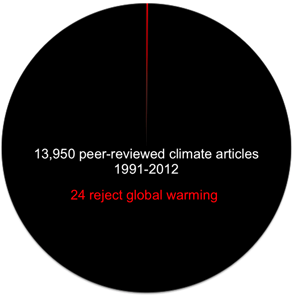 13,950 peer-reviewed climate articles
1991-2012
24 reject global warming